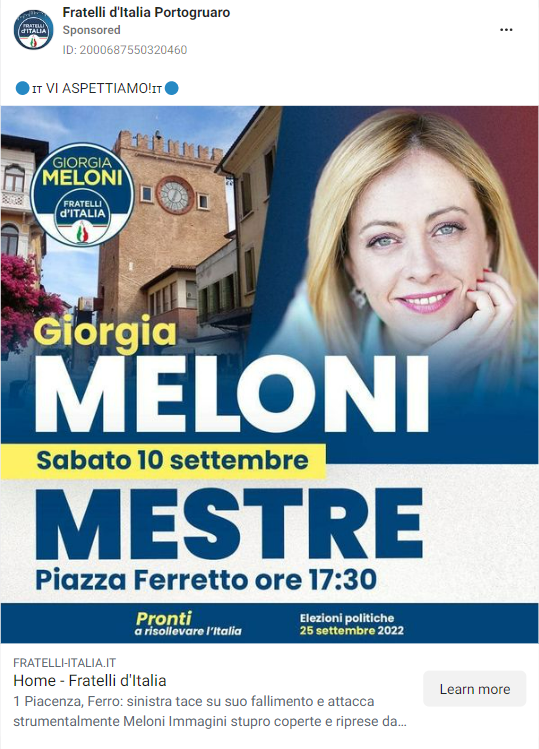 Fratelli d'Italia Portogruaro
Sponsored
ID: 2000687550320460
🔵ɪᴛ VI ASPETTIAMO!ɪᴛ🔵
GIORGIA
MELONI
FRATELLI
d'ITALIA
Giorgia
MELONI
Sabato 10 settembre
MESTRE
Piazza Ferretto ore 17:30
Pronti
a risollevare l'Italia
Elezioni politiche
25 settembre 2022
FRATELLI-ITALIA.IT
Home - Fratelli d'Italia
1 Piacenza, Ferro: sinistra tace su suo fallimento e attacca
strumentalmente Meloni Immagini stupro coperte e riprese da…
Learn more